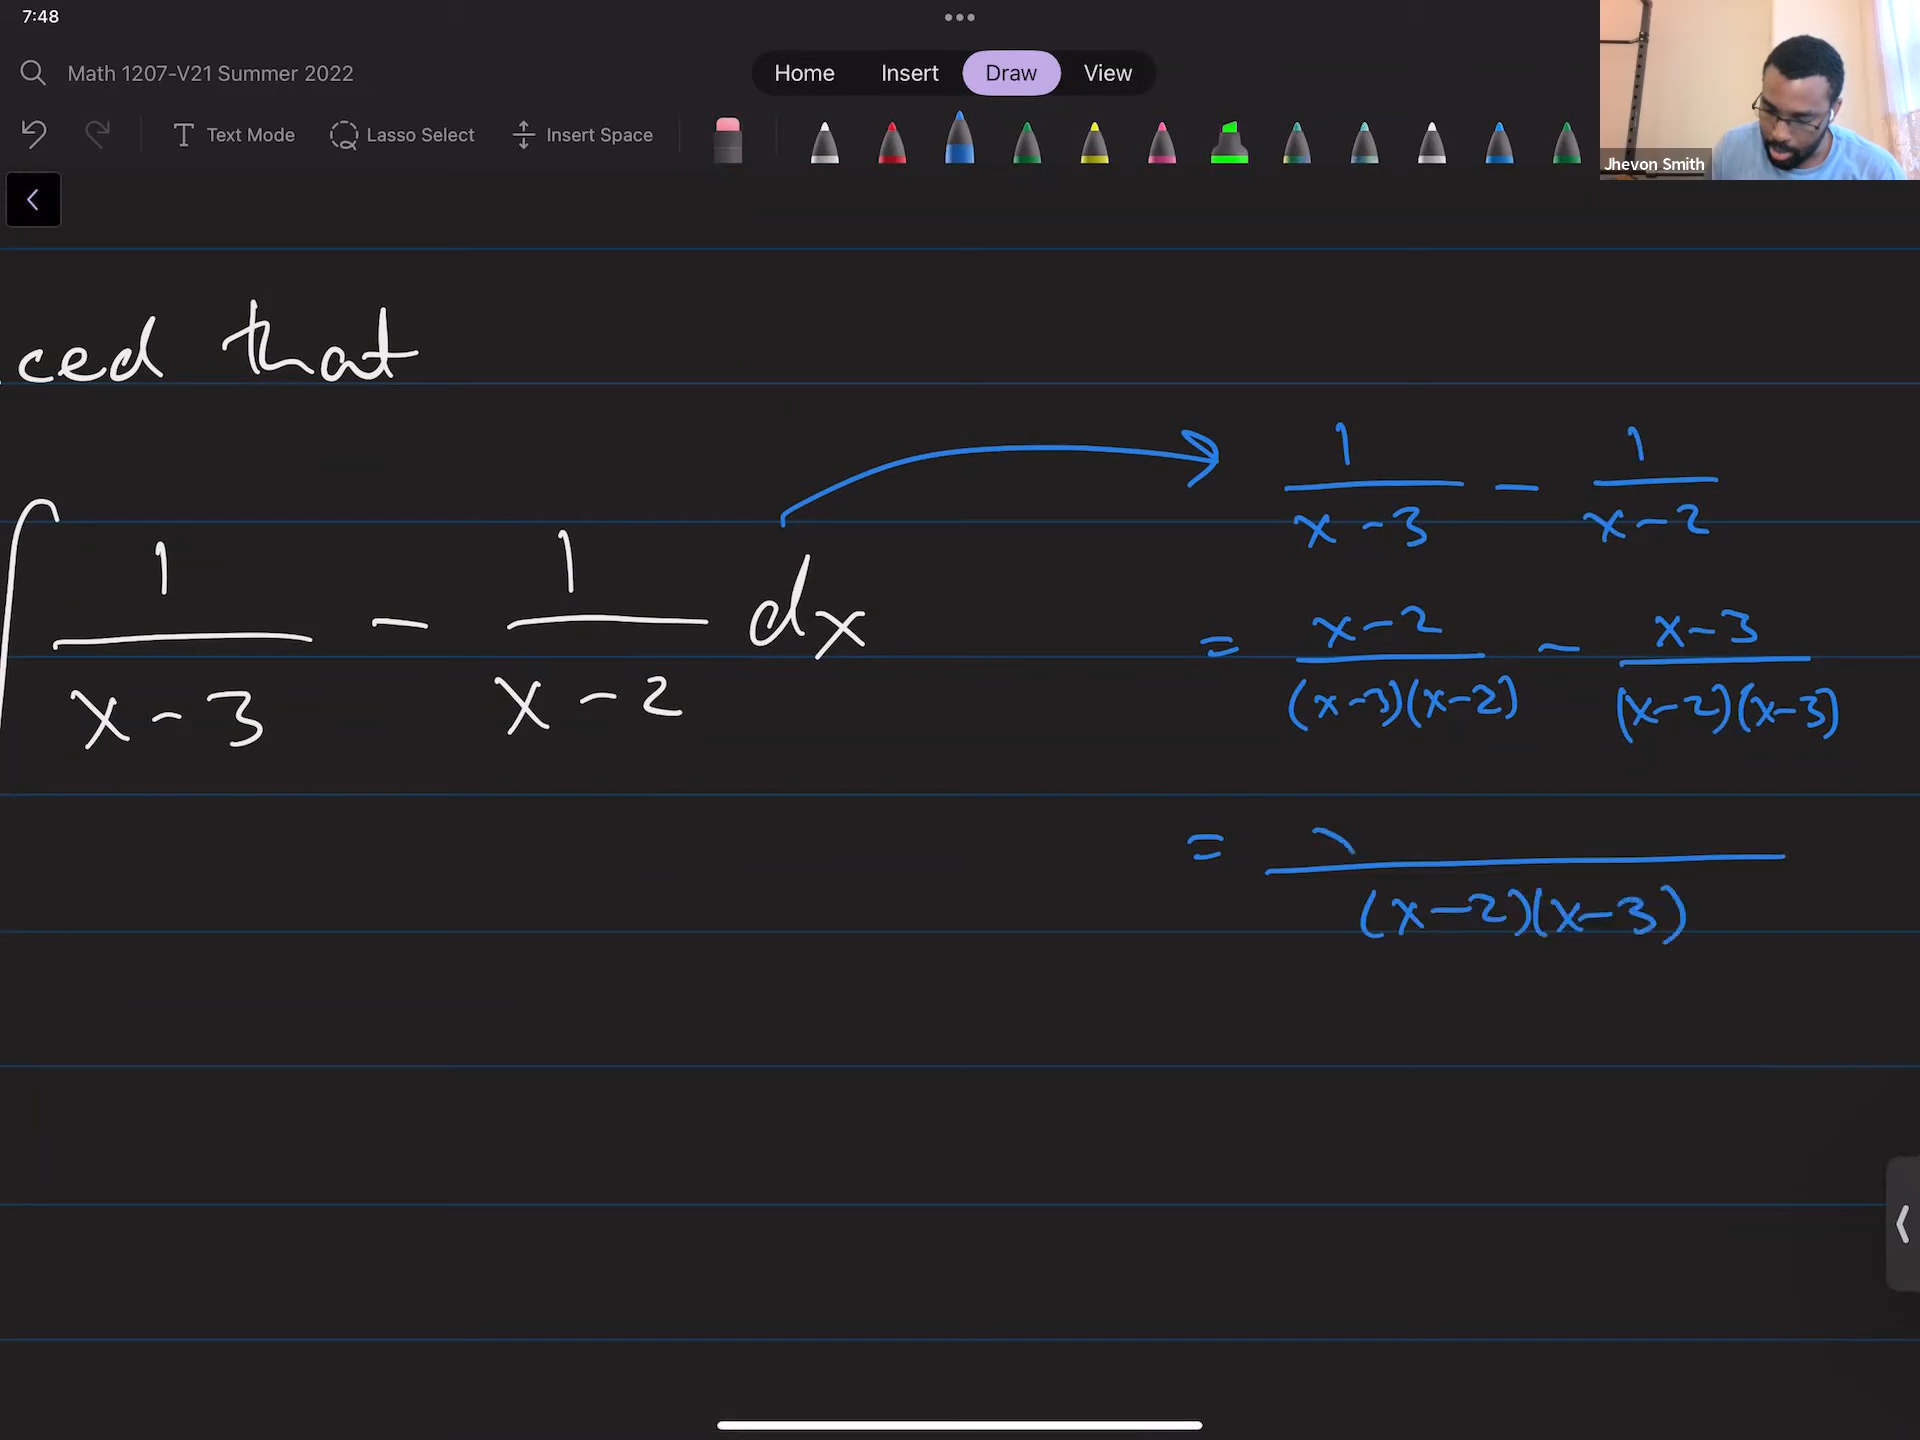 7:48
Math 1207-V21 Summer 2022
Home Insert Draw View
Text Mode Lasso Select Insert Space
Jhevon Smith
ced that
∫ 1/(x-3) - 1/(x-2) dx
1/(x-3) - 1/(x-2)
= (x-2)/((x-3)(x-2)) - (x-3)/((x-2)(x-3))
= /((x-2)(x-3))